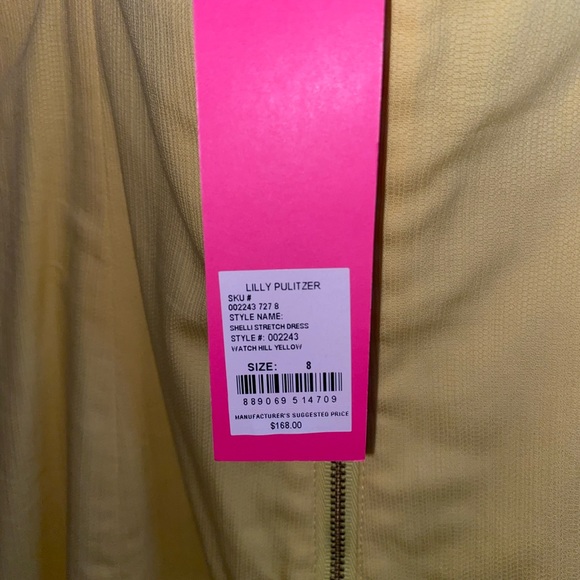 LILLY PULITZER
SKU #
002243 727 8
STYLE NAME:
SHELLI STRETCH DRESS
STYLE #: 002243
WATCH HILL YELLOW
SIZE: 8
889069 514709
MANUFACTURER'S SUGGESTED PRICE
$168.00